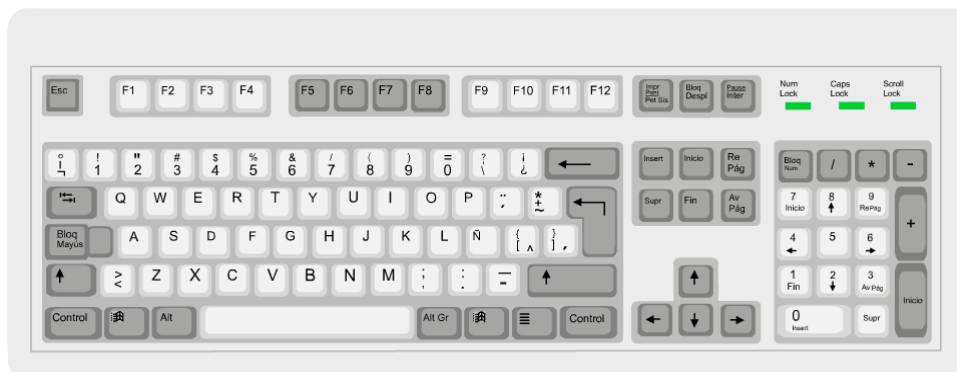 Esc F1 F2 F3 F4 F5 F6 F7 F8 F9 F10 F11 F12
Impr
Pant
Pet Sis
Bloq
Despl
Pause
Inter
Num
Lock
Caps
Lock
Scroll
Lock
° ! " # $ % & / ( ) = ? ¡
¬ 1 2 3 4 5 6 7 8 9 0 \ ¿
Insert Inicio Re
Pág
Bloq
Num
/ * -
Q W E R T Y U I O P ¨ *
´ + ~
Supr Fin Av
Pág
7
Inicio
8
9
RePág
+
Bloq
Mayús
A S D F G H J K L Ñ { }
[ ^ ] ,
4 5 6
> Z X C V B N M ; : —
< , . -
1
Fin
2
3
Av Pág
Inicio
Control Alt Alt Gr Control
0
Insert
Supr